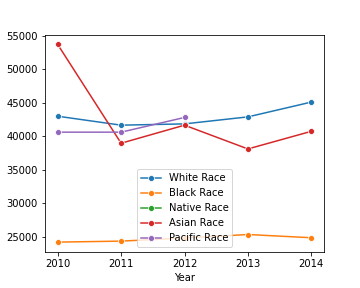 55000
50000
45000
40000
35000
30000
25000
White Race
Black Race
Native Race
Asian Race
Pacific Race
2010 2011 2012 2013 2014
Year